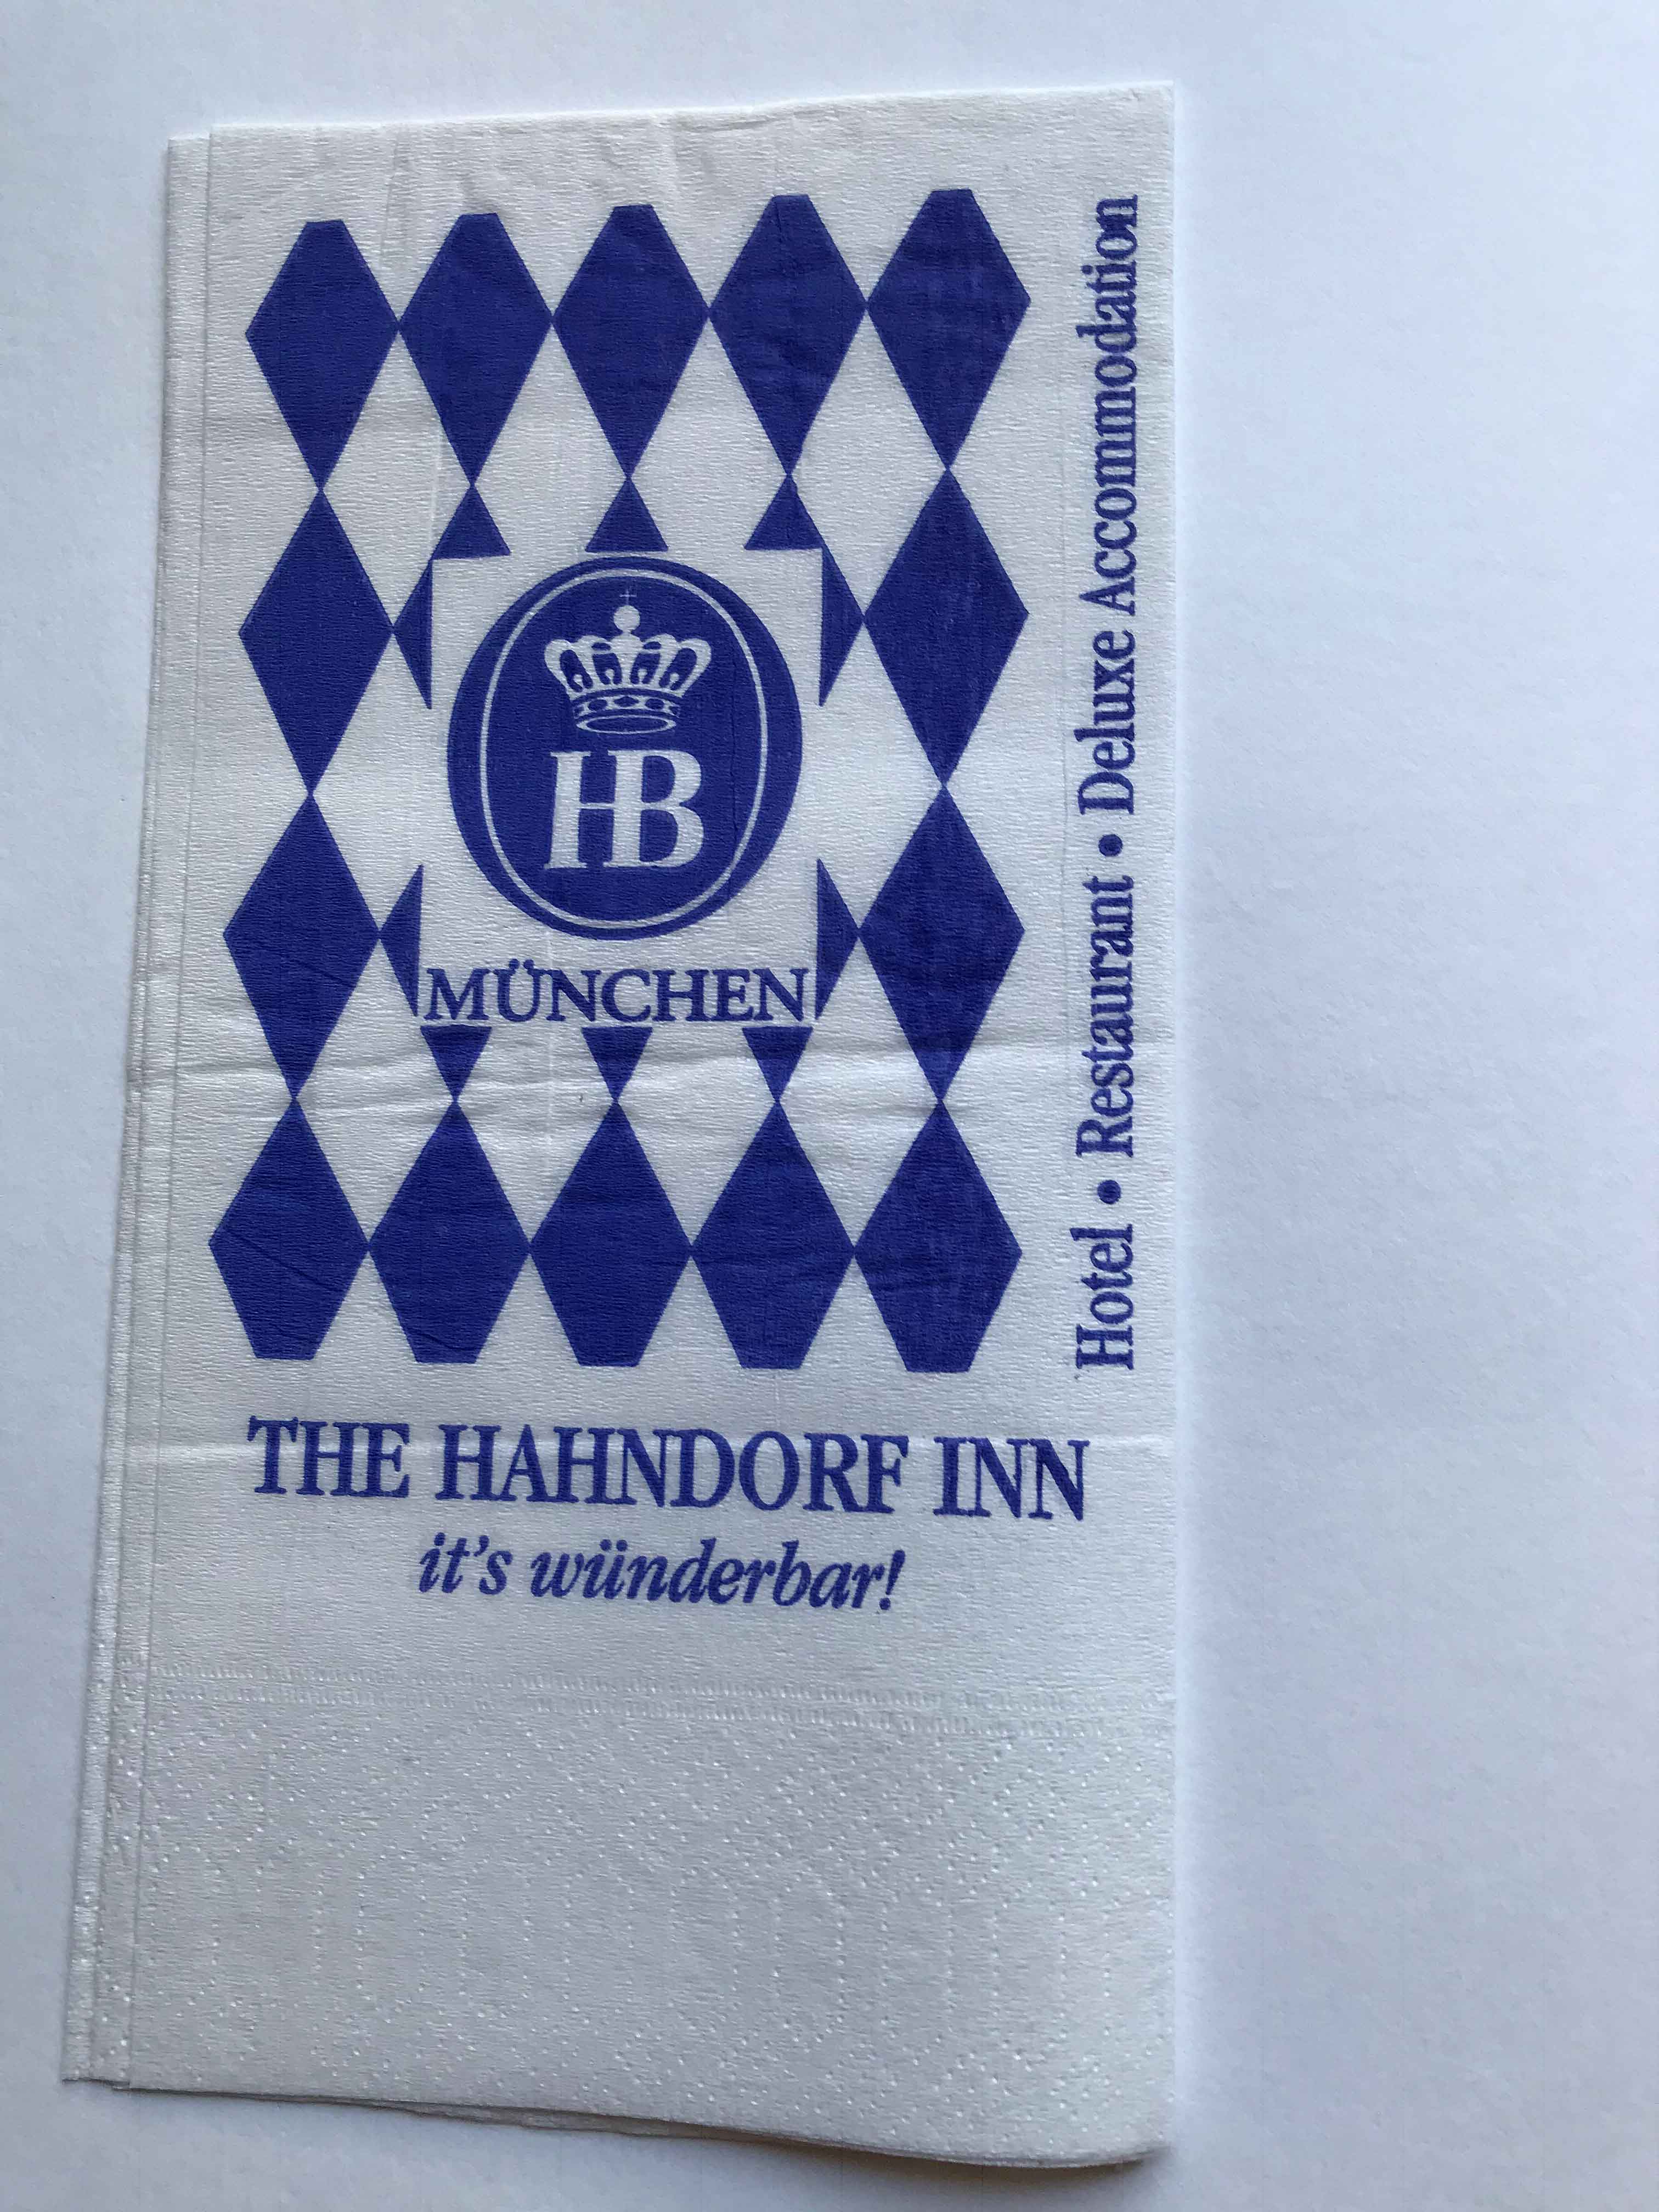 HB
MÜNCHEN
Hotel • Restaurant • Deluxe Accommodation
THE HAHNDORF INN
it's wünderbar!